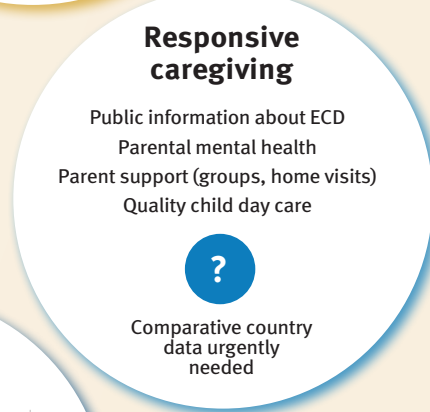 Responsive
caregiving
Public information about ECD
Parental mental health
Parent support (groups, home visits)
Quality child day care
?
Comparative country
data urgently
needed